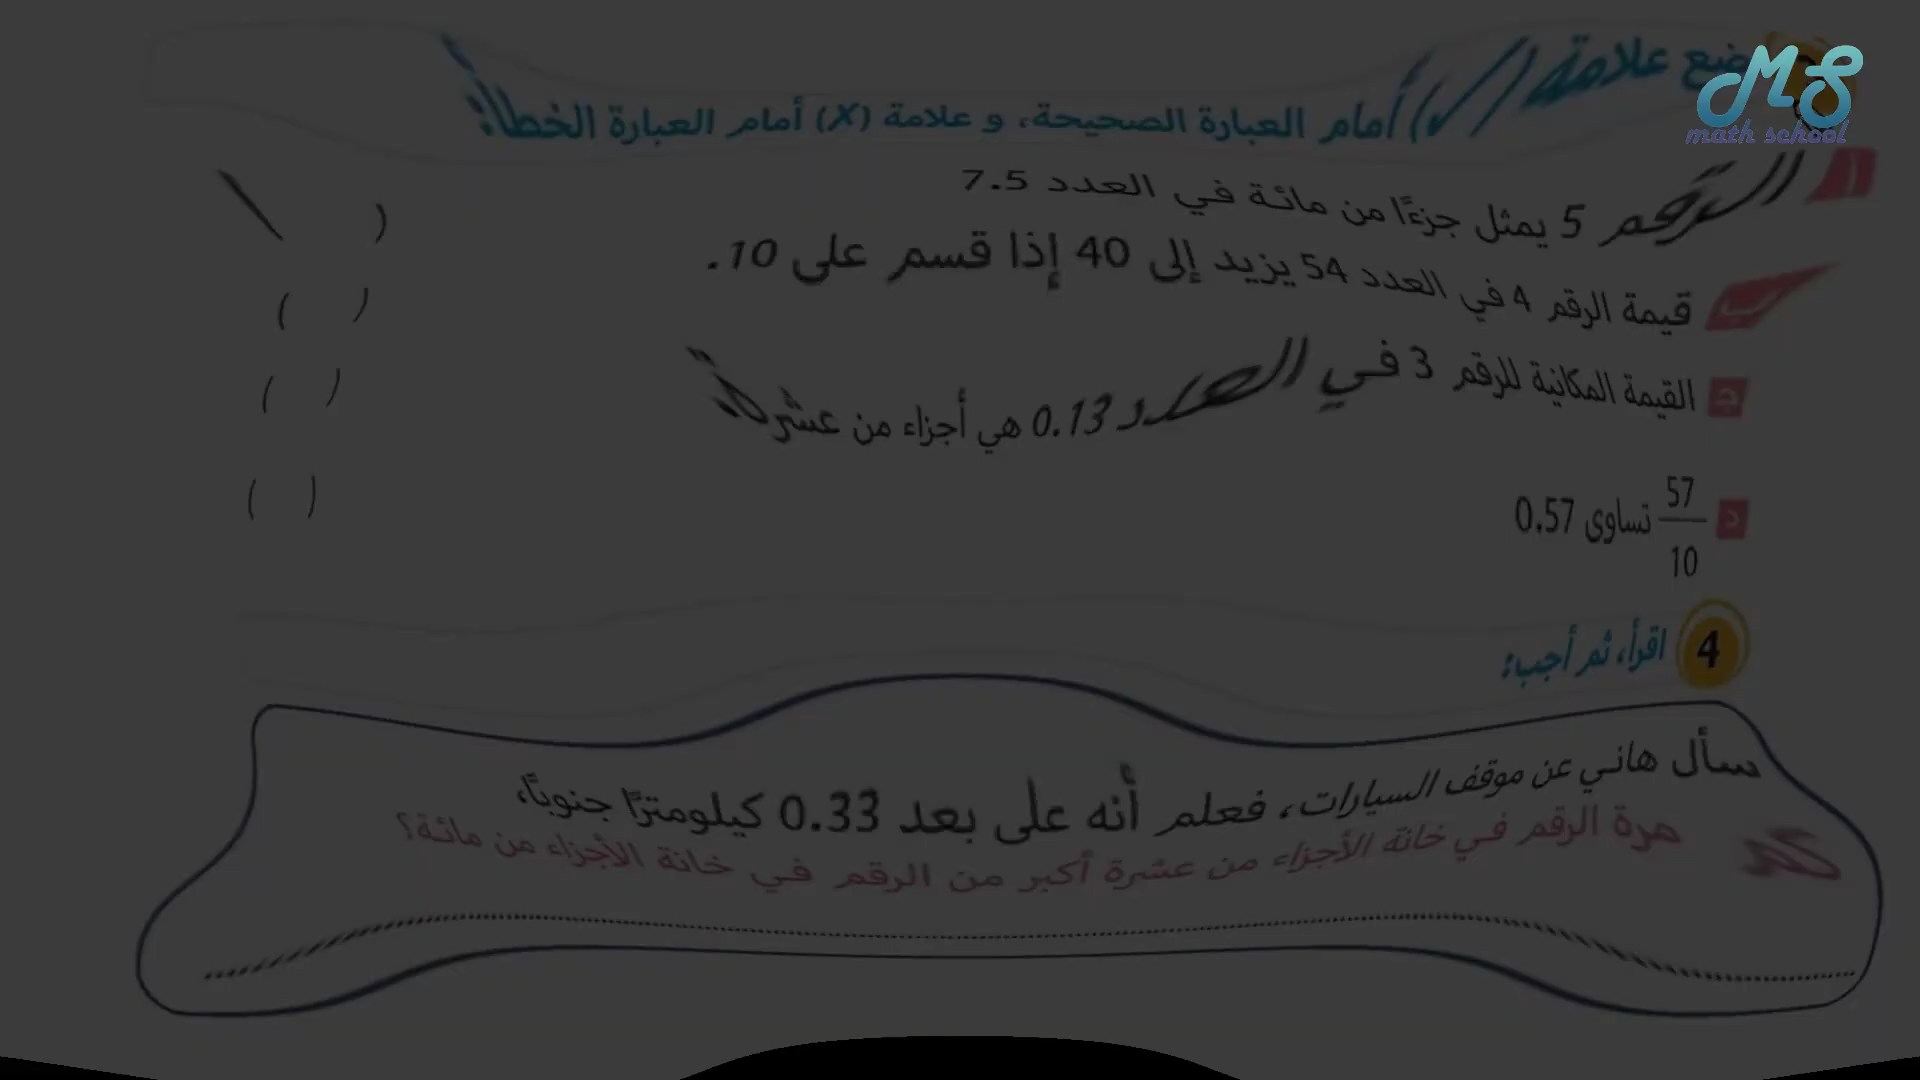 ضع علامة (✓) أمام العبارة الصحيحة، و علامة (X) أمام العبارة الخطأ:
أ الرقم 5 يمثل جزءًا من مائة في العدد 7.5 ( )
ب قيمة الرقم 4 في العدد 54 يزيد إلى 40 إذا قسم على 10. ( )
ج القيمة المكانية للرقم 3 في العدد 0.13 هي أجزاء من عشرة. ( )
د 57/10 تساوى 0.57 ( )
4 اقرأ، ثم أجب:
سأل هاني عن موقف السيارات، فعلم أنه على بعد 0.33 كيلومترًا جنوبًا،
كم مرة الرقم في خانة الأجزاء من عشرة أكبر من الرقم في خانة الأجزاء من مائة؟
MS
math school